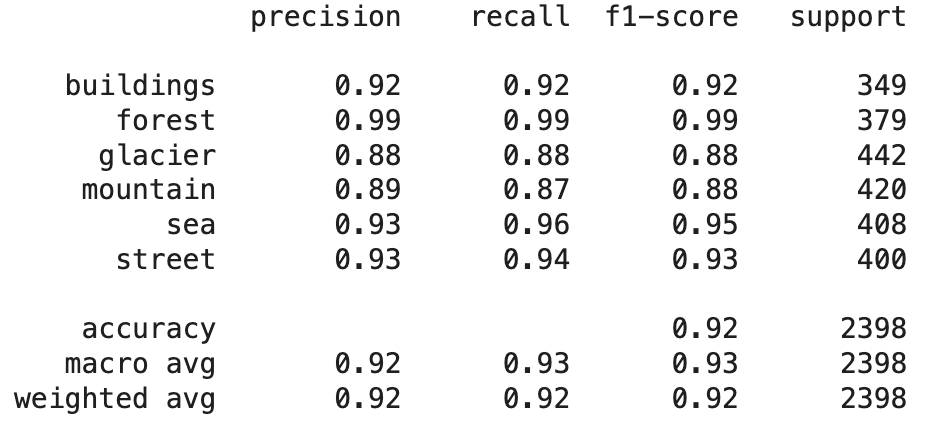 precision recall f1-score support
buildings 0.92 0.92 0.92 349
forest 0.99 0.99 0.99 379
glacier 0.88 0.88 0.88 442
mountain 0.89 0.87 0.88 420
sea 0.93 0.96 0.95 408
street 0.93 0.94 0.93 400
accuracy 0.92 2398
macro avg 0.92 0.93 0.93 2398
weighted avg 0.92 0.92 0.92 2398